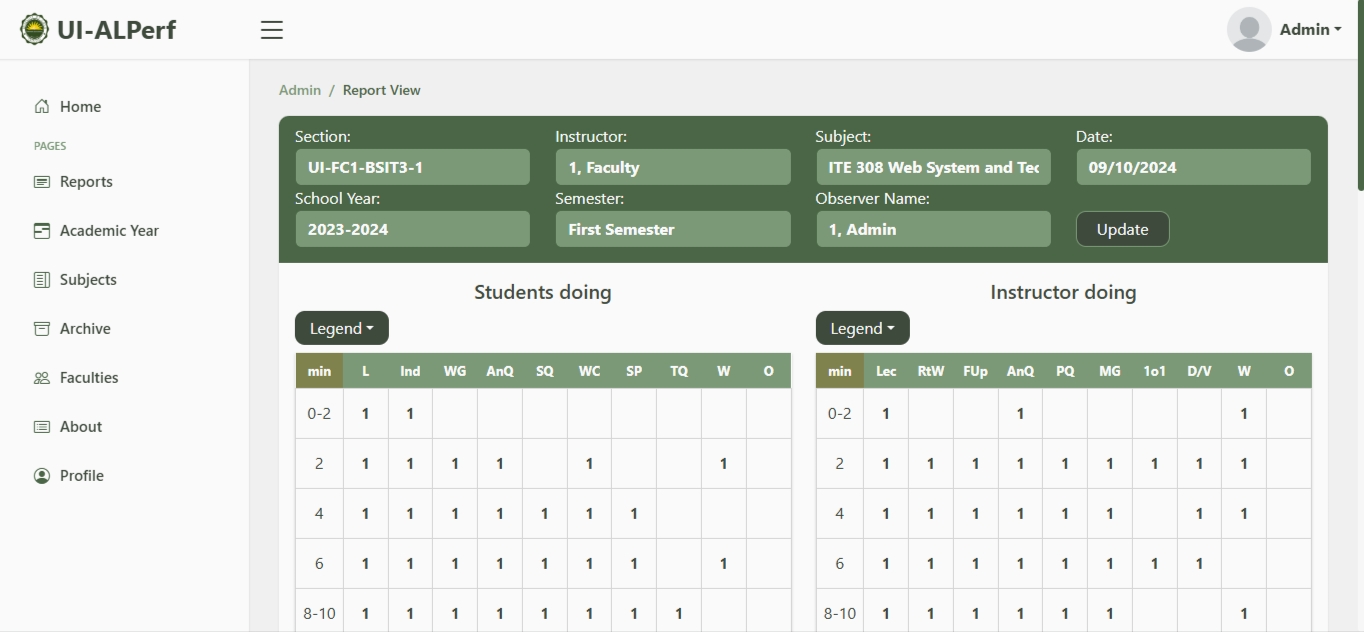 UI-ALPerf
Admin
Home
PAGES
Reports
Academic Year
Subjects
Archive
Faculties
About
Profile
Admin / Report View
Section: Instructor: Subject: Date:
UI-FC1-BSIT3-1 1, Faculty ITE 308 Web System and Tec 09/10/2024
School Year: Semester: Observer Name:
2023-2024 First Semester 1, Admin Update
Students doing
Legend
min L Ind WG AnQ SQ WC SP TQ W O
0-2 1 1
2 1 1 1 1 1 1
4 1 1 1 1 1 1 1
6 1 1 1 1 1 1 1 1
8-10 1 1 1 1 1 1 1 1
Instructor doing
Legend
min Lec RtW FUp AnQ PQ MG 1o1 D/V W O
0-2 1 1 1
2 1 1 1 1 1 1 1 1 1
4 1 1 1 1 1 1 1 1
6 1 1 1 1 1 1 1 1
8-10 1 1 1 1 1 1 1